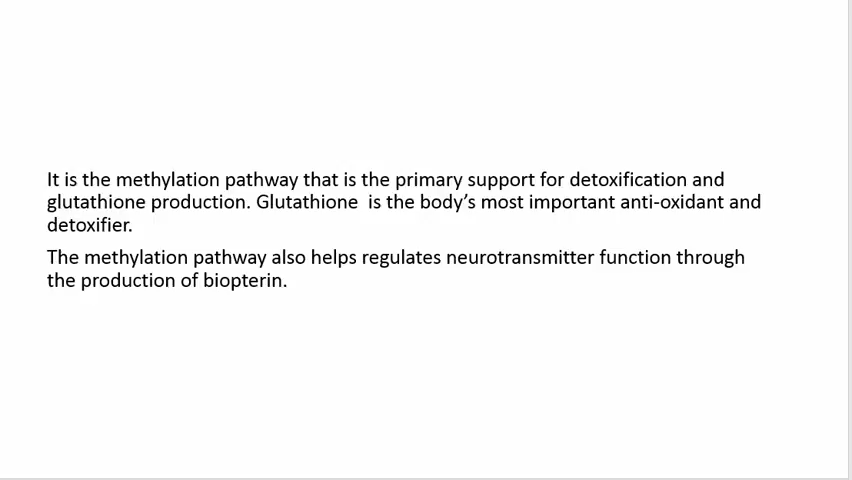 It is the methylation pathway that is the primary support for detoxification and
glutathione production. Glutathione  is the body’s most important anti-oxidant and
detoxifier.
The methylation pathway also helps regulates neurotransmitter function through
the production of biopterin.